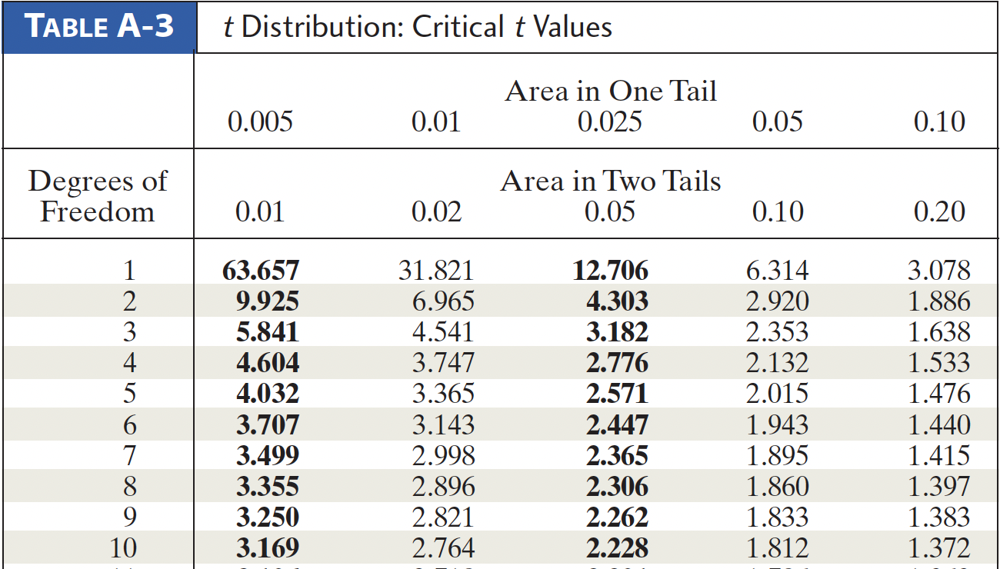 TABLE A-3 t Distribution: Critical t Values
Area in One Tail
0.005 0.01 0.025 0.05 0.10
Degrees of Freedom Area in Two Tails
0.01 0.02 0.05 0.10 0.20
1 63.657 31.821 12.706 6.314 3.078
2 9.925 6.965 4.303 2.920 1.886
3 5.841 4.541 3.182 2.353 1.638
4 4.604 3.747 2.776 2.132 1.533
5 4.032 3.365 2.571 2.015 1.476
6 3.707 3.143 2.447 1.943 1.440
7 3.499 2.998 2.365 1.895 1.415
8 3.355 2.896 2.306 1.860 1.397
9 3.250 2.821 2.262 1.833 1.383
10 3.169 2.764 2.228 1.812 1.372